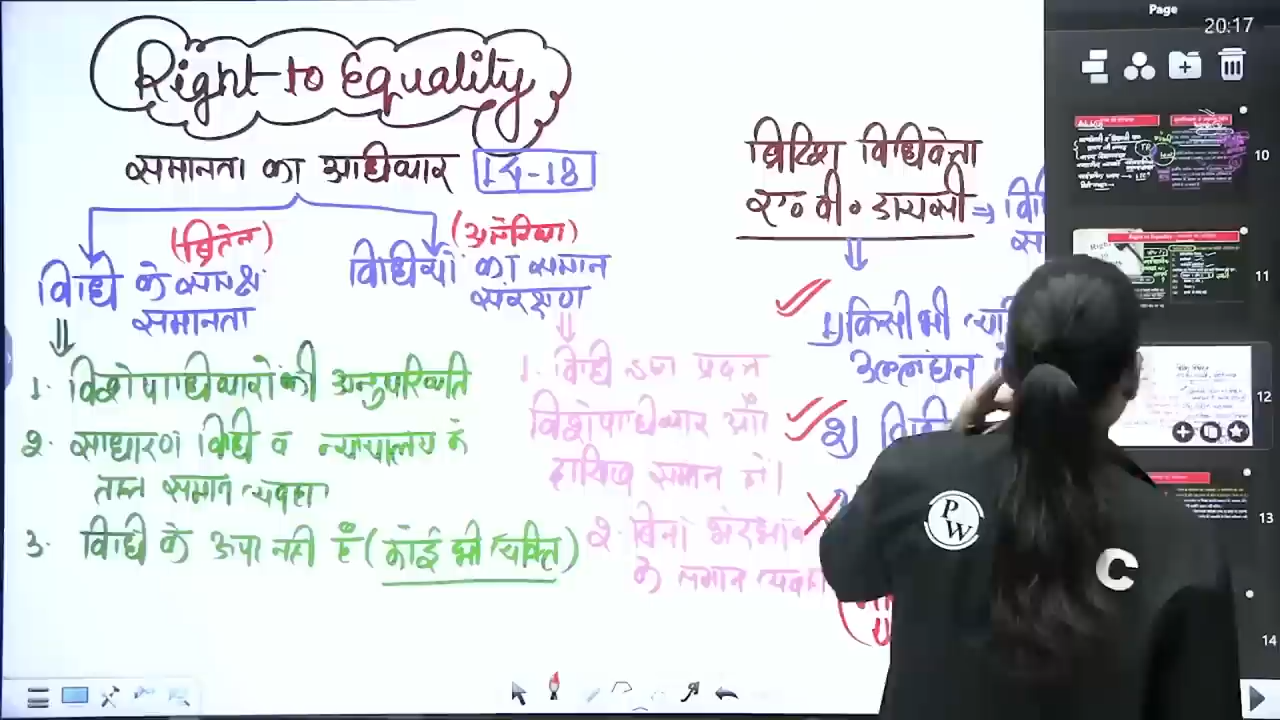 Right to Equality
समानता का अधिकार 14-18
(ब्रिटेन)
विधि के समक्ष
समानता
(अमेरिका)
विधियों का समान
संरक्षण
1. विशेषाधिकारों की अनुपस्थिति
2. साधारण विधि व न्यायालय के
तहत समान व्यवहार
3. विधि के ऊपर नहीं है (कोई भी व्यक्ति)
1. विधि द्वारा प्रदत्त
विशेषाधिकार और
दायित्व समान हो।
2. बिना भेदभाव
के समान व्यवहा
ब्रिटिश विधिवेत्ता
ए० वी० डायसी ⇒ वि
स
1) किसी भी व्य
उल्लंघन
2) वि
Page
20:17
10
11
12
13
14
PW
C